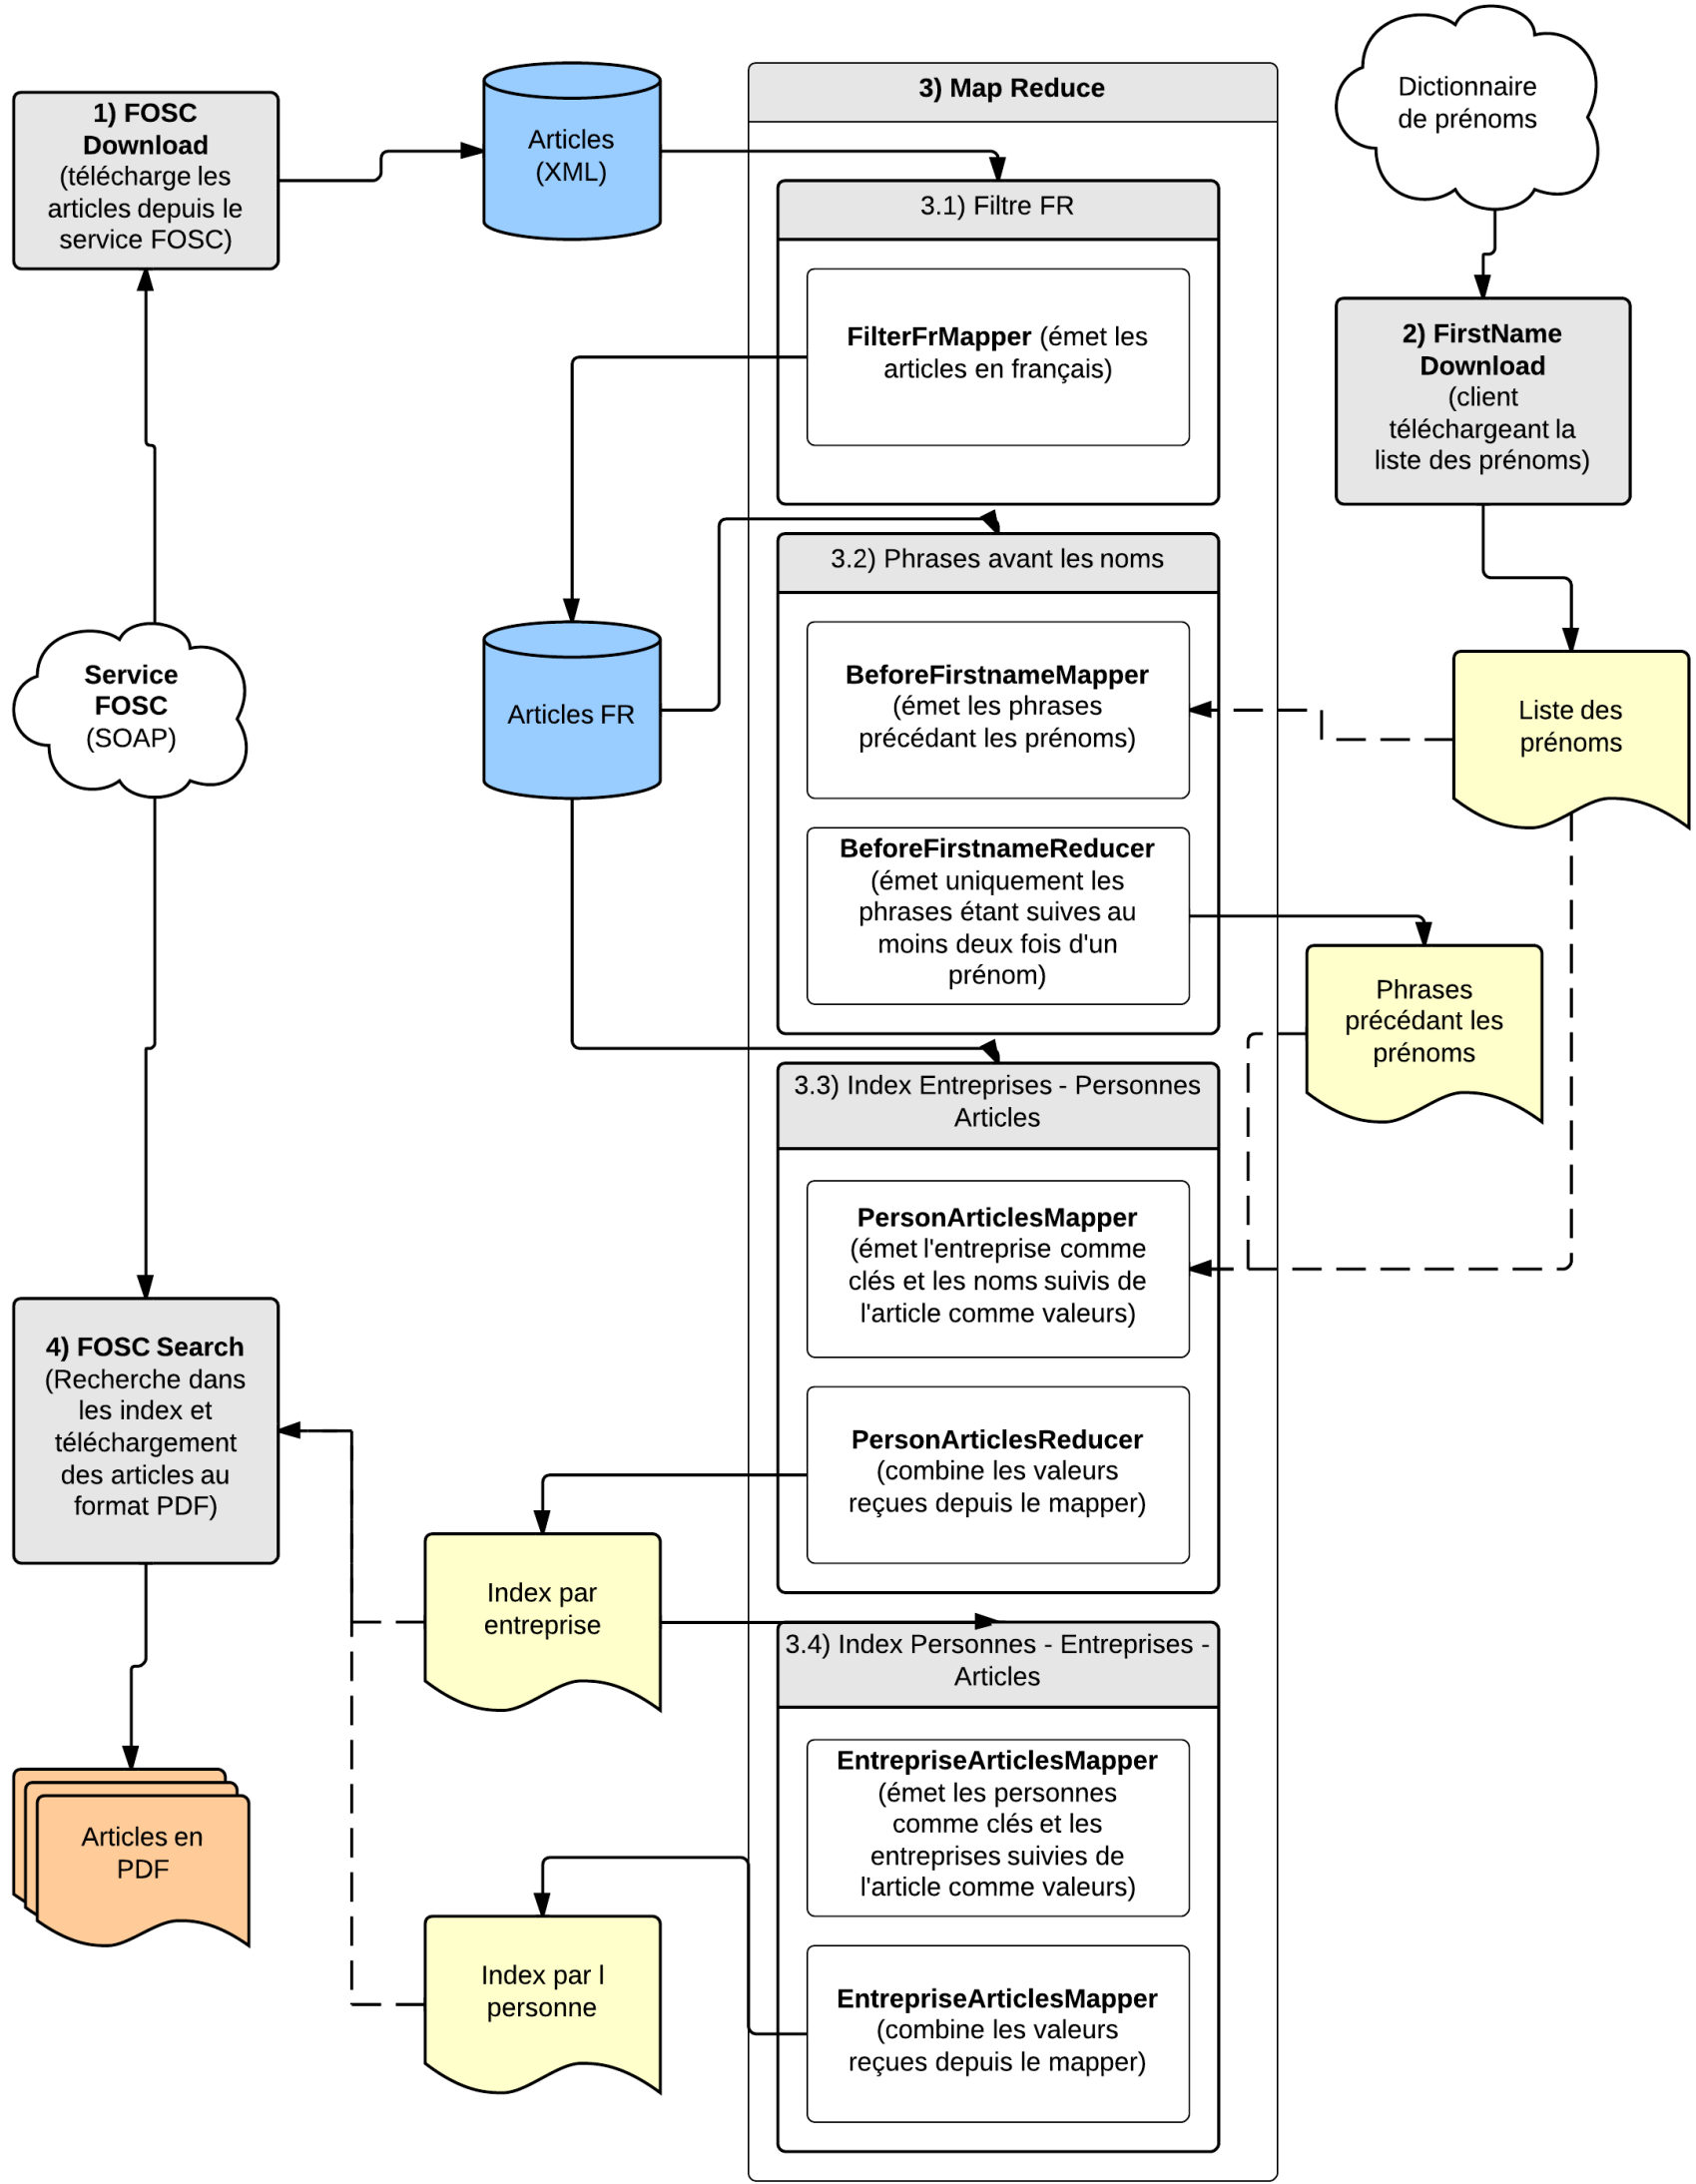 1) FOSC
Download
(télécharge les
articles depuis le
service FOSC)
Articles
(XML)
3) Map Reduce
Dictionnaire
de prénoms
3.1) Filtre FR
FilterFrMapper (émet les
articles en français)
2) FirstName
Download
(client
téléchargeant la
liste des prénoms)
3.2) Phrases avant les noms
Service
FOSC
(SOAP)
Articles FR
BeforeFirstnameMapper
(émet les phrases
précédant les prénoms)
Liste des
prénoms
BeforeFirstnameReducer
(émet uniquement les
phrases étant suives au
moins deux fois d'un
prénom)
Phrases
précédant les
prénoms
3.3) Index Entreprises - Personnes
Articles
PersonArticlesMapper
(émet l'entreprise comme
clés et les noms suivis de
l'article comme valeurs)
4) FOSC Search
(Recherche dans
les index et
téléchargement
des articles au
format PDF)
PersonArticlesReducer
(combine les valeurs
reçues depuis le mapper)
Index par
entreprise
3.4) Index Personnes - Entreprises -
Articles
EntrepriseArticlesMapper
(émet les personnes
comme clés et les
entreprises suivies de
l'article comme valeurs)
Articles en
PDF
Index par l
personne
EntrepriseArticlesMapper
(combine les valeurs
reçues depuis le mapper)